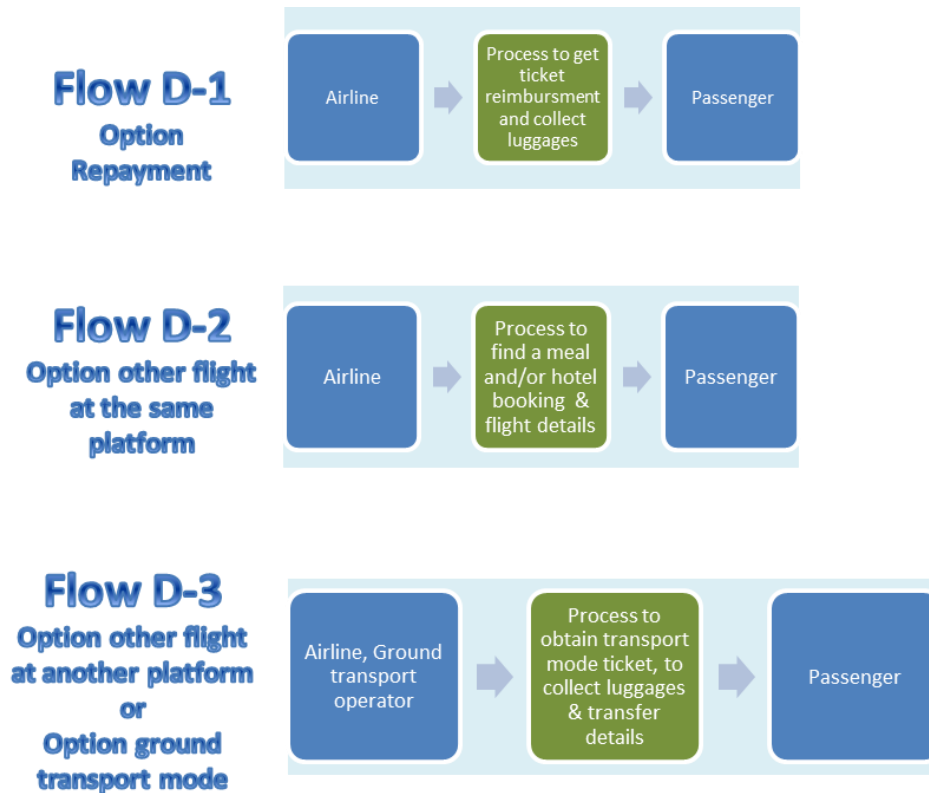 Flow D-1
Option
Repayment
Airline
Process to get
ticket
reimbursment
and collect
luggages
Passenger
Flow D-2
Option other flight
at the same
platform
Airline
Process to
find a meal
and/or hotel
booking &
flight details
Passenger
Flow D-3
Option other flight
at another platform
or
Option ground
transport mode
Airline, Ground
transport
operator
Process to
obtain transport
mode ticket, to
collect luggages
& transfer
details
Passenger